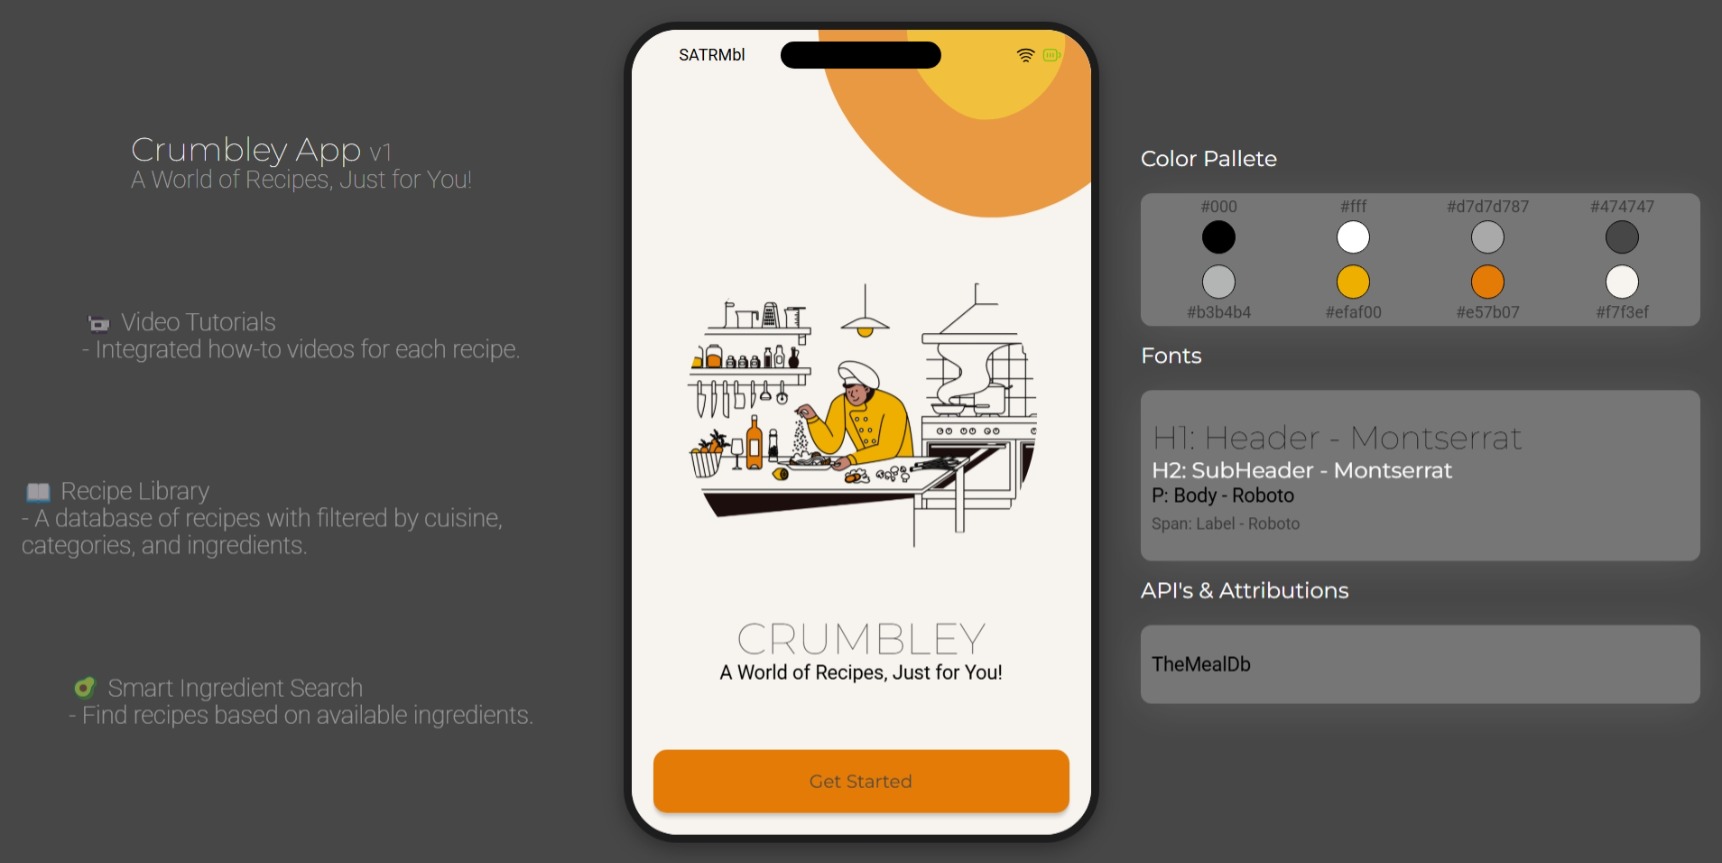 Crumbley App v1
A World of Recipes, Just for You!
Video Tutorials
- Integrated how-to videos for each recipe.
Recipe Library
- A database of recipes with filtered by cuisine,
categories, and ingredients.
Smart Ingredient Search
- Find recipes based on available ingredients.
SATRMbl
CRUMBLEY
A World of Recipes, Just for You!
Get Started
Color Pallete
#000 #fff #d7d7d787 #474747
#b3b4b4 #efaf00 #e57b07 #f7f3ef
Fonts
H1: Header - Montserrat
H2: SubHeader - Montserrat
P: Body - Roboto
Span: Label - Roboto
API's & Attributions
TheMealDb